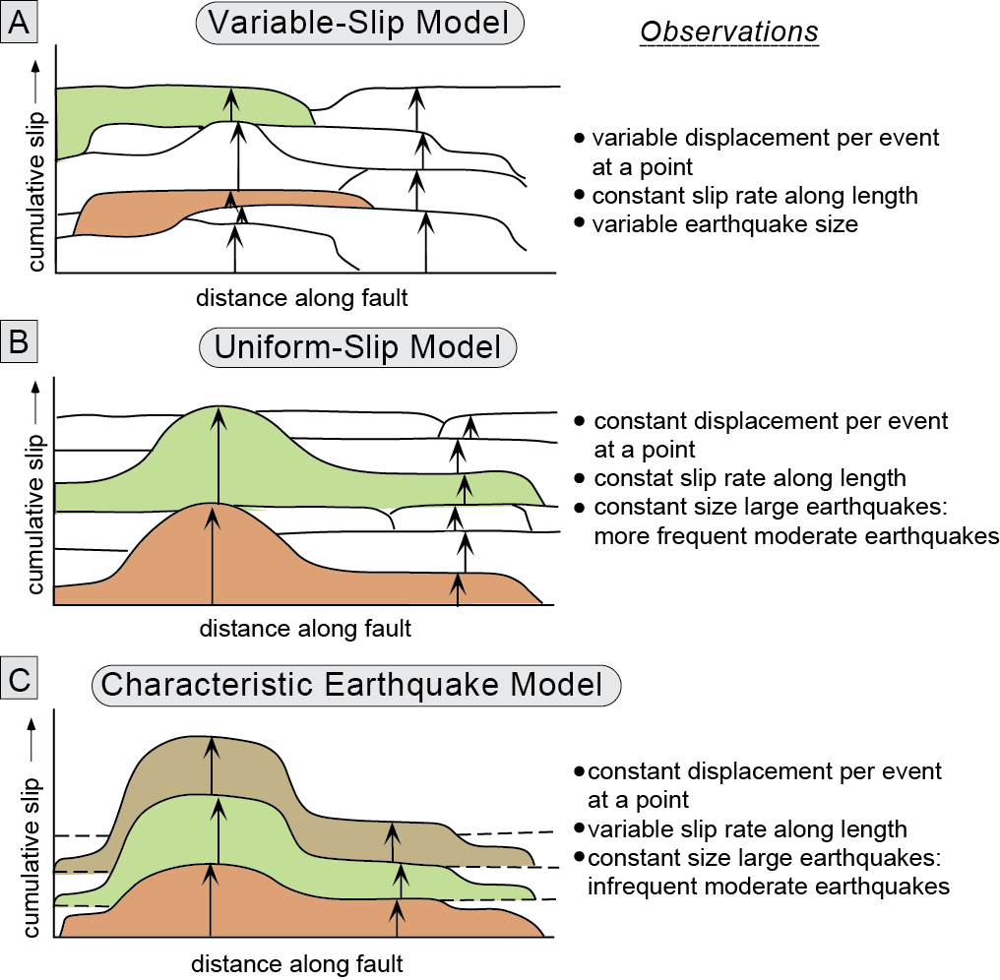 A
Variable-Slip Model
Observations
cumulative slip
distance along fault
• variable displacement per event
at a point
• constant slip rate along length
• variable earthquake size
B
Uniform-Slip Model
cumulative slip
distance along fault
• constant displacement per event
at a point
• constat slip rate along length
• constant size large earthquakes:
more frequent moderate earthquakes
C
Characteristic Earthquake Model
cumulative slip
distance along fault
•constant displacement per event
at a point
•variable slip rate along length
•constant size large earthquakes:
infrequent moderate earthquakes